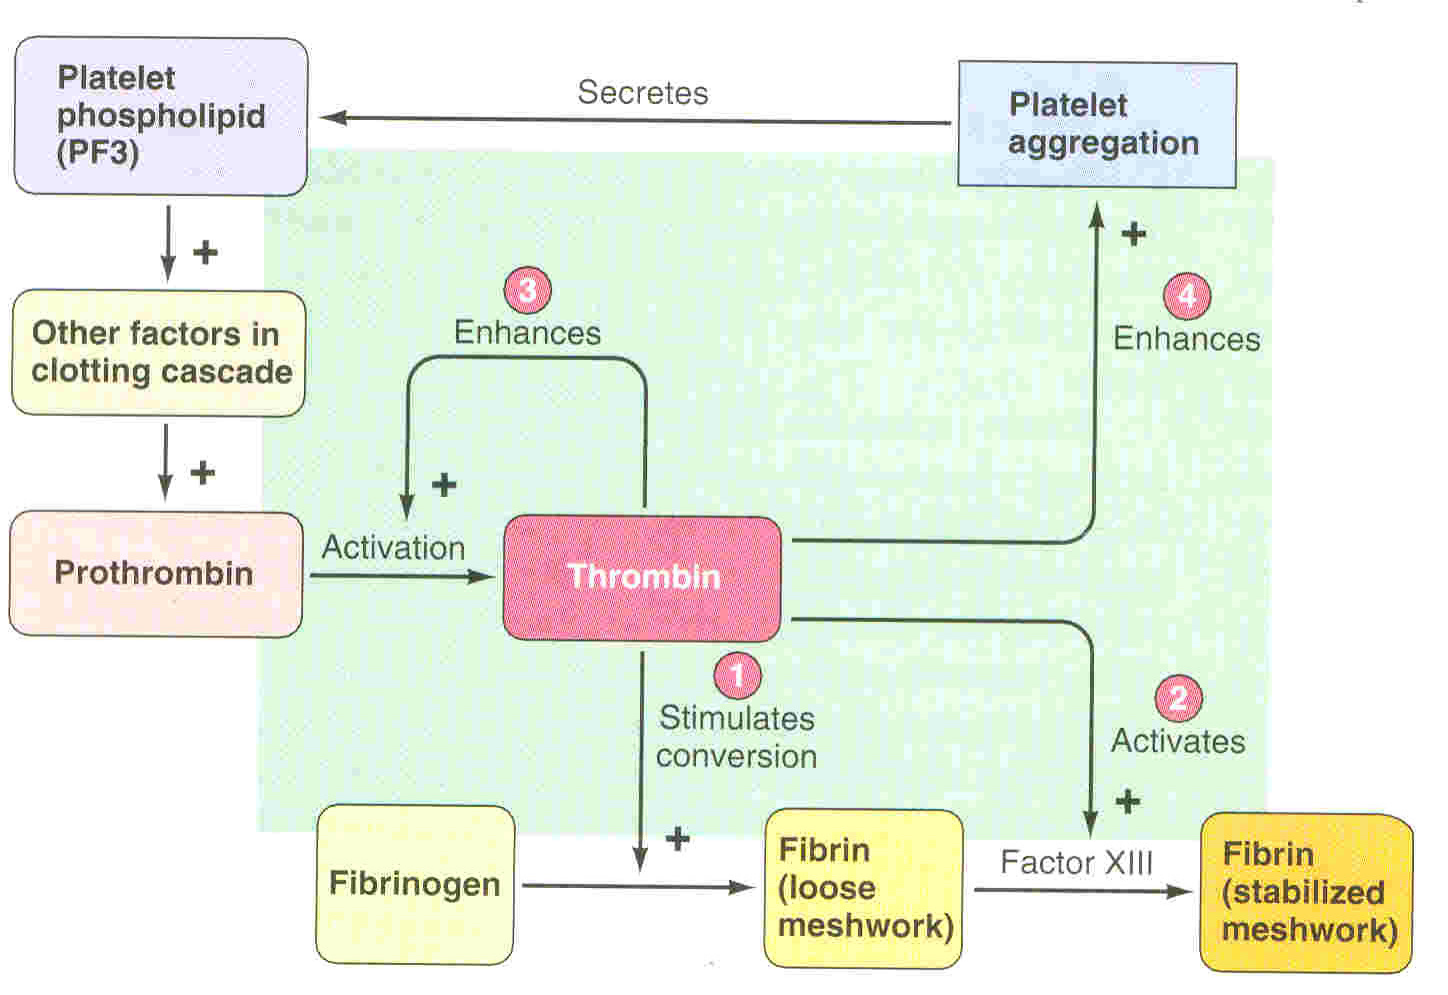 Platelet
phospholipid
(PF3)
Secretes
Platelet
aggregation
+
+
3
Enhances
4
Enhances
Other factors in
clotting cascade
+
+
Prothrombin
Activation
Thrombin
1
Stimulates
conversion
2
Activates
+
+
Fibrinogen
Fibrin
(loose
meshwork)
Factor XIII
Fibrin
(stabilized
meshwork)